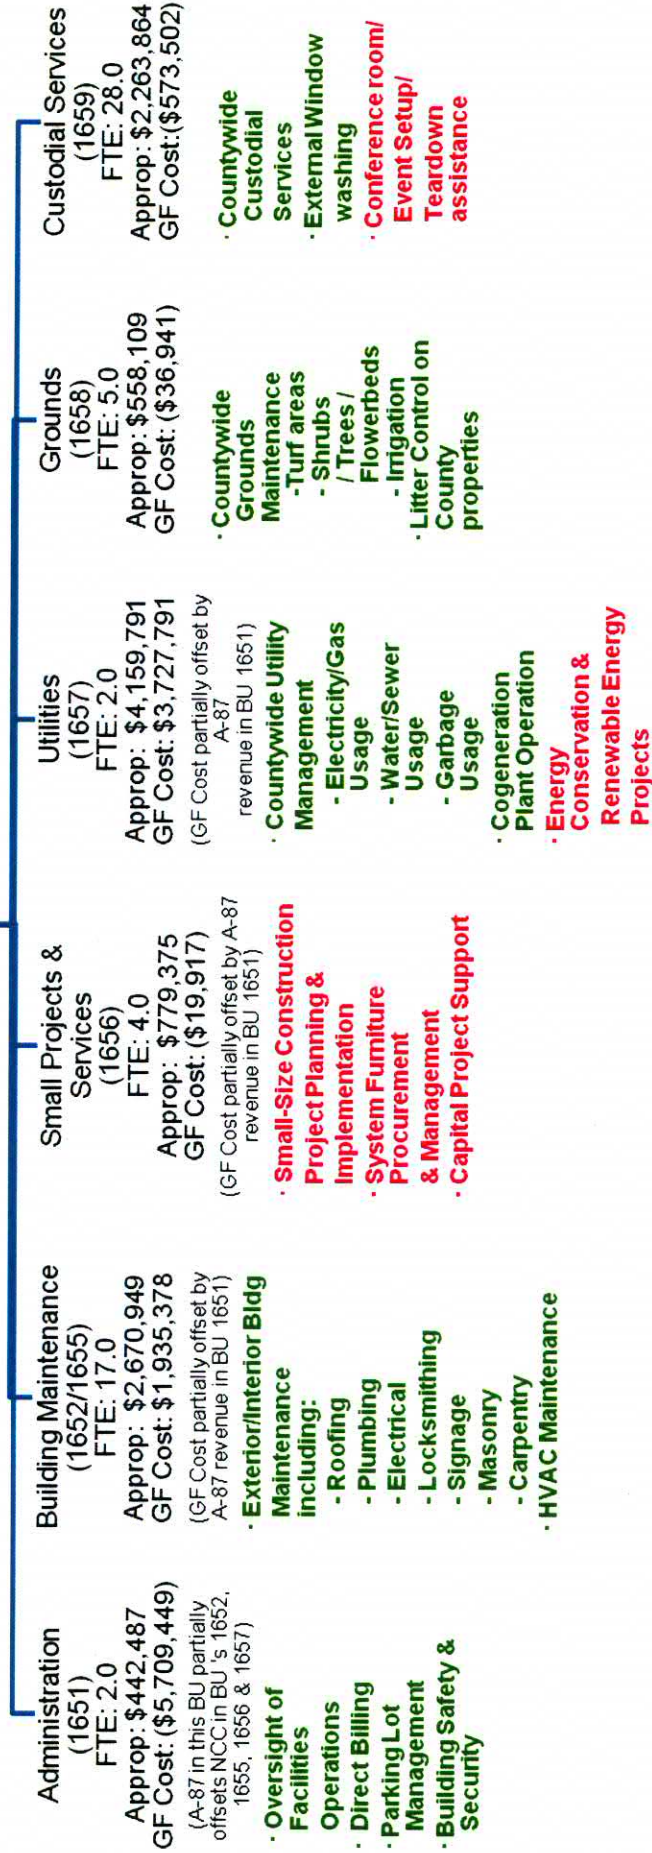 Administration
(1651)
FTE: 2.0
Approp: $442,487
GF Cost: ($5,709,449)
(A-87 in this BU partially
offsets NCC in BU 's 1652,
1655, 1656 & 1657)
· Oversight of
Facilities
Operations
· Direct Billing
· Parking Lot
Management
· Building Safety &
Security
Building Maintenance
(1652/1655)
FTE: 17.0
Approp: $2,670,949
GF Cost: $1,935,378
(GF Cost partially offset by
A-87 revenue in BU 1651)
· Exterior/Interior Bldg
Maintenance
including:
- Roofing
- Plumbing
- Electrical
- Locksmithing
- Signage
- Masonry
- Carpentry
· HVAC Maintenance
Small Projects &
Services
(1656)
FTE: 4.0
Approp: $779,375
GF Cost: ($19,917)
(GF Cost partially offset by A-87
revenue in BU 1651)
· Small-Size Construction
Project Planning &
Implementation
· System Furniture
Procurement
& Management
· Capital Project Support
Utilities
(1657)
FTE: 2.0
Approp: $4,159,791
GF Cost: $3,727,791
(GF Cost partially offset by
A-87
revenue in BU 1651)
· Countywide Utility
Management
- Electricity/Gas
Usage
- Water/Sewer
Usage
- Garbage
Usage
· Cogeneration
Plant Operation
· Energy
Conservation &
Renewable Energy
Projects
Grounds
(1658)
FTE: 5.0
Approp: $558,109
GF Cost: ($36,941)
· Countywide
Grounds
Maintenance
-Turf areas
- Shrubs
/ Trees /
Flowerbeds
- Irrigation
· Litter Control on
County
properties
Custodial Services
(1659)
FTE: 28.0
Approp: $2,263,864
GF Cost:($573,502)
· Countywide
Custodial
Services
· External Window
washing
· Conference room/
Event Setup/
Teardown
assistance